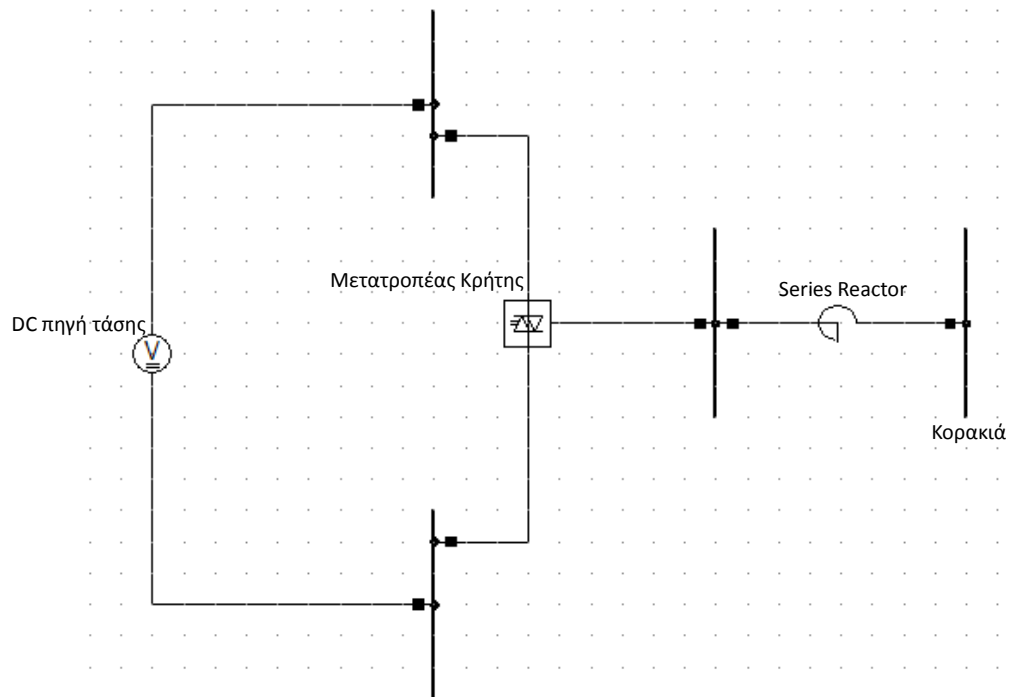 Μετατροπέας Κρήτης
Series Reactor
DC πηγή τάσης
V
Κορακιά